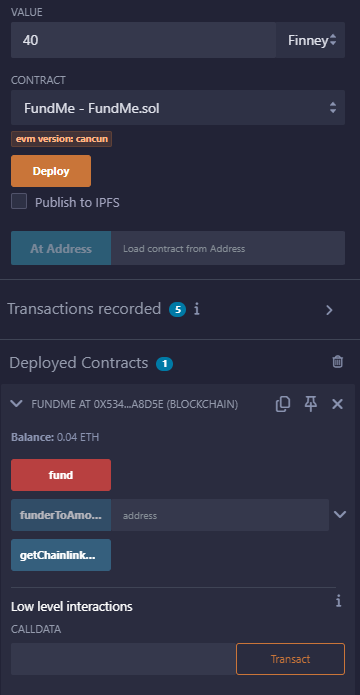 VALUE
40 Finney
CONTRACT
FundMe - FundMe.sol
evm version: cancun
Deploy
Publish to IPFS
At Address Load contract from Address
Transactions recorded 5 i
Deployed Contracts 1
FUNDME AT 0X534...A8D5E (BLOCKCHAIN)
Balance: 0.04 ETH
fund
funderToAmo... address
getChainlink...
Low level interactions i
CALLDATA
Transact